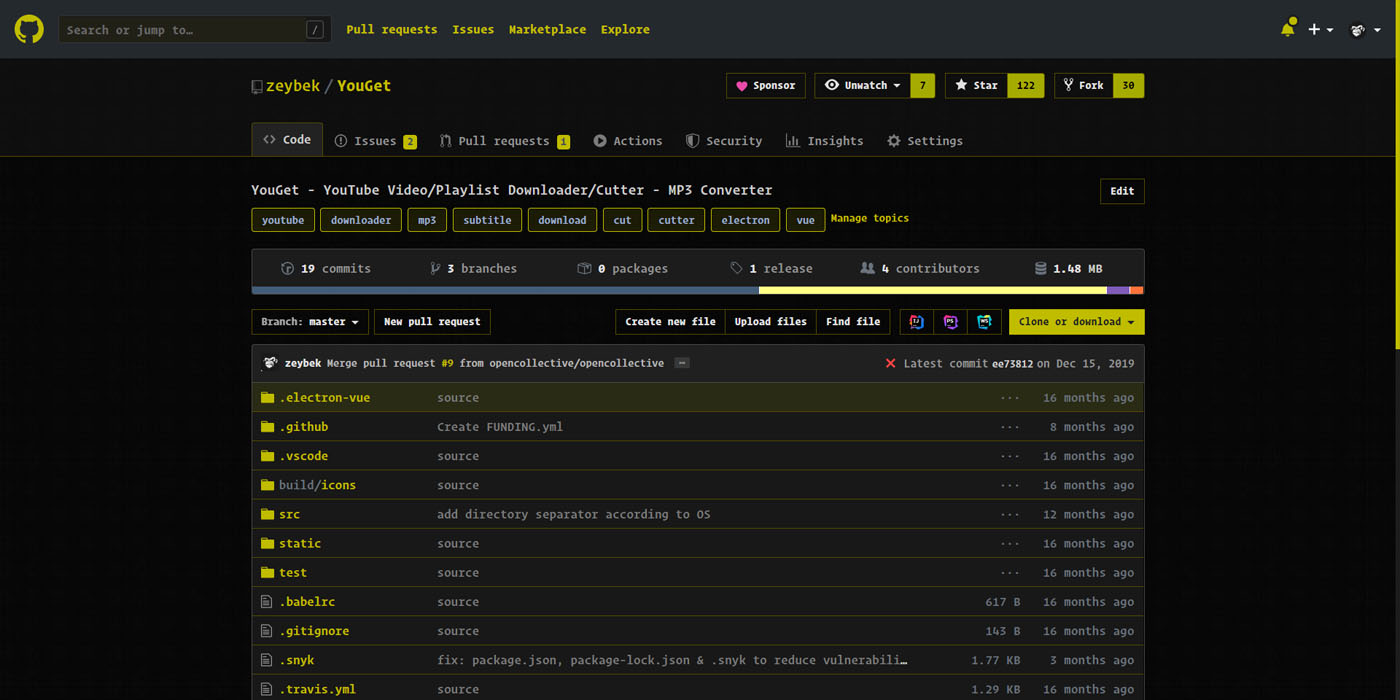 Search or jump to… /
Pull requests Issues Marketplace Explore
zeybek / YouGet
Sponsor Unwatch 7 Star 122 Fork 30
Code Issues 2 Pull requests 1 Actions Security Insights Settings
YouGet - YouTube Video/Playlist Downloader/Cutter - MP3 Converter Edit
youtube downloader mp3 subtitle download cut cutter electron vue Manage topics
19 commits 3 branches 0 packages 1 release 4 contributors 1.48 MB
Branch: master New pull request Create new file Upload files Find file IJ PS WS Clone or download
zeybek Merge pull request #9 from opencollective/opencollective … Latest commit ee73812 on Dec 15, 2019
.electron-vue source ... 16 months ago
.github Create FUNDING.yml ... 8 months ago
.vscode source ... 16 months ago
build/icons source ... 16 months ago
src add directory separator according to OS ... 12 months ago
static source ... 16 months ago
test source ... 16 months ago
.babelrc source 617 B 16 months ago
.gitignore source 143 B 16 months ago
.snyk fix: package.json, package-lock.json & .snyk to reduce vulnerabili… 1.77 KB 3 months ago
.travis.yml source 1.29 KB 16 months ago